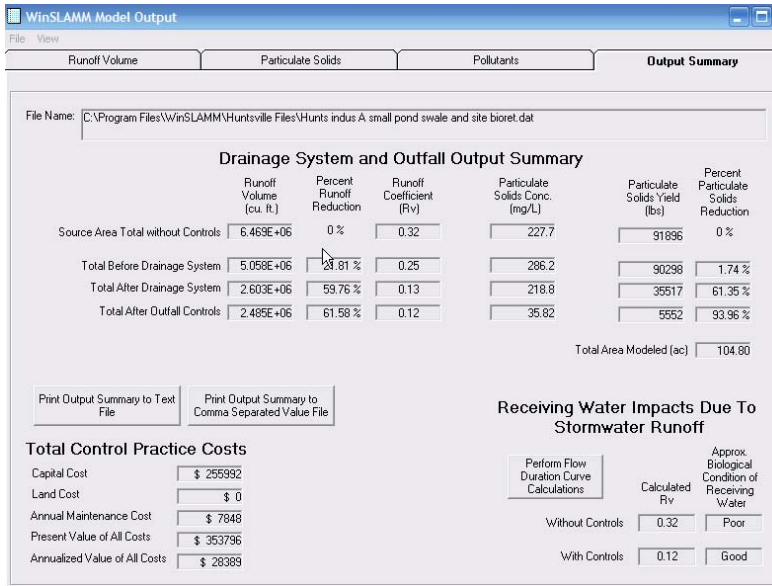 WinSLAMM Model Output
File View
Runoff Volume
Particulate Solids
Pollutants
Output Summary
File Name: C:\Program Files\WinSLAMM\Huntsville Files\Hunts indus A small pond swale and site bioret.dat
Drainage System and Outfall Output Summary
Runoff Volume (cu. ft.)
Percent Runoff Reduction
Runoff Coefficient (Rv)
Particulate Solids Conc. (mg/L)
Particulate Solids Yield (lbs)
Percent Particulate Solids Reduction
Source Area Total without Controls 6.469E+06 0 % 0.32 227.7 91896 0 %
Total Before Drainage System 5.058E+06 21.81 % 0.25 286.2 90298 1.74 %
Total After Drainage System 2.603E+06 59.76 % 0.13 218.8 35517 61.35 %
Total After Outfall Controls 2.485E+06 61.58 % 0.12 35.82 5552 93.96 %
Total Area Modeled (ac) 104.80
Print Output Summary to Text File
Print Output Summary to Comma Separated Value File
Total Control Practice Costs
Capital Cost $ 255992
Land Cost $ 0
Annual Maintenance Cost $ 7848
Present Value of All Costs $ 353796
Annualized Value of All Costs $ 28389
Receiving Water Impacts Due To Stormwater Runoff
Perform Flow Duration Curve Calculations
Calculated Rv
Approx. Biological Condition of Receiving Water
Without Controls 0.32 Poor
With Controls 0.12 Good